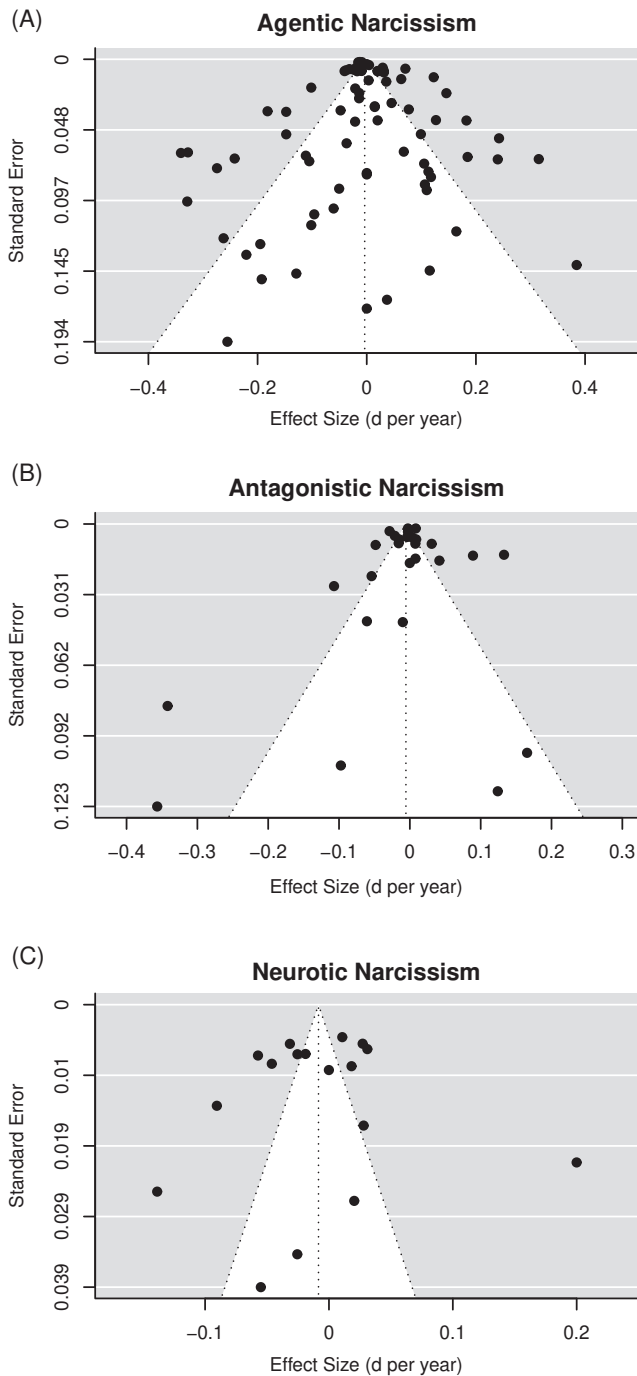 (A)
Agentic Narcissism
Standard Error
0
0.048
0.097
0.145
0.194
−0.4 −0.2 0 0.2 0.4
Effect Size (d per year)
(B)
Antagonistic Narcissism
Standard Error
0
0.031
0.062
0.092
0.123
−0.4 −0.3 −0.2 −0.1 0 0.1 0.2 0.3
Effect Size (d per year)
(C)
Neurotic Narcissism
Standard Error
0
0.01
0.019
0.029
0.039
−0.1 0 0.1 0.2
Effect Size (d per year)